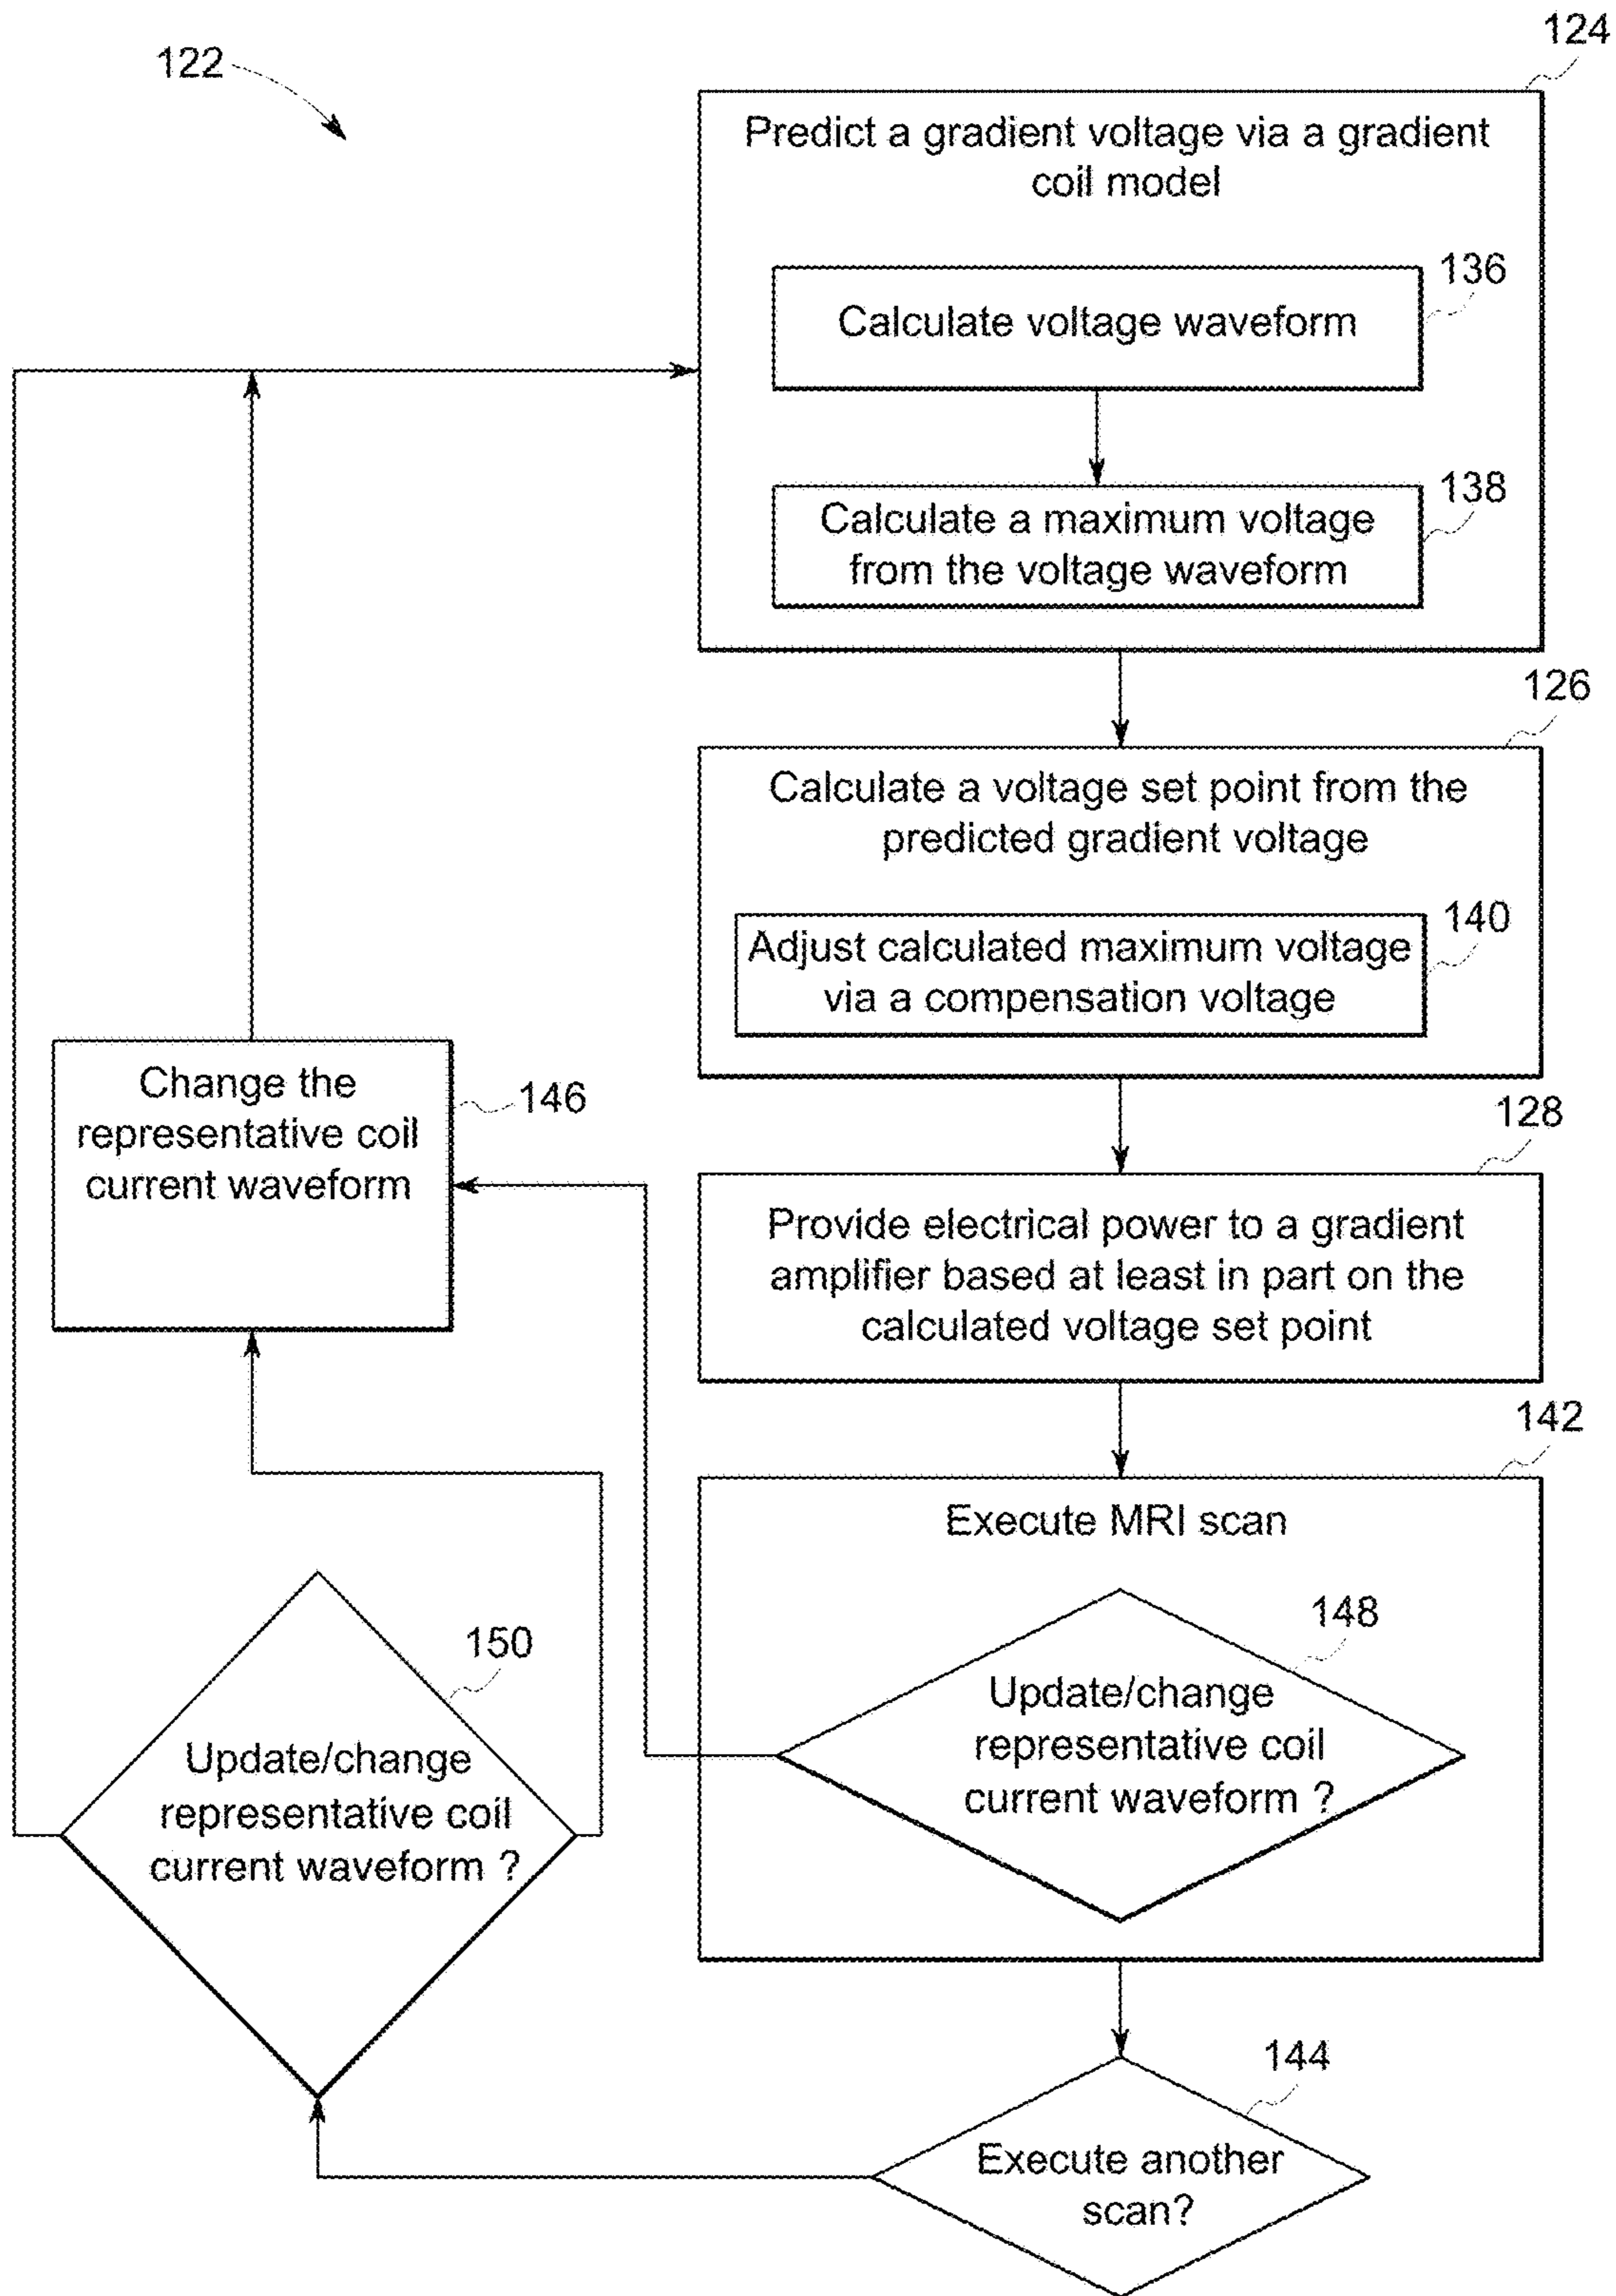 122
124
Predict a gradient voltage via a gradient
coil model
136
Calculate voltage waveform
138
Calculate a maximum voltage
from the voltage waveform
126
Calculate a voltage set point from the
predicted gradient voltage
140
Adjust calculated maximum voltage
via a compensation voltage
128
Provide electrical power to a gradient
amplifier based at least in part on the
calculated voltage set point
142
Execute MRI scan
148
Update/change
representative coil
current waveform ?
144
Execute another
scan?
146
Change the
representative coil
current waveform
150
Update/change
representative coil
current waveform ?